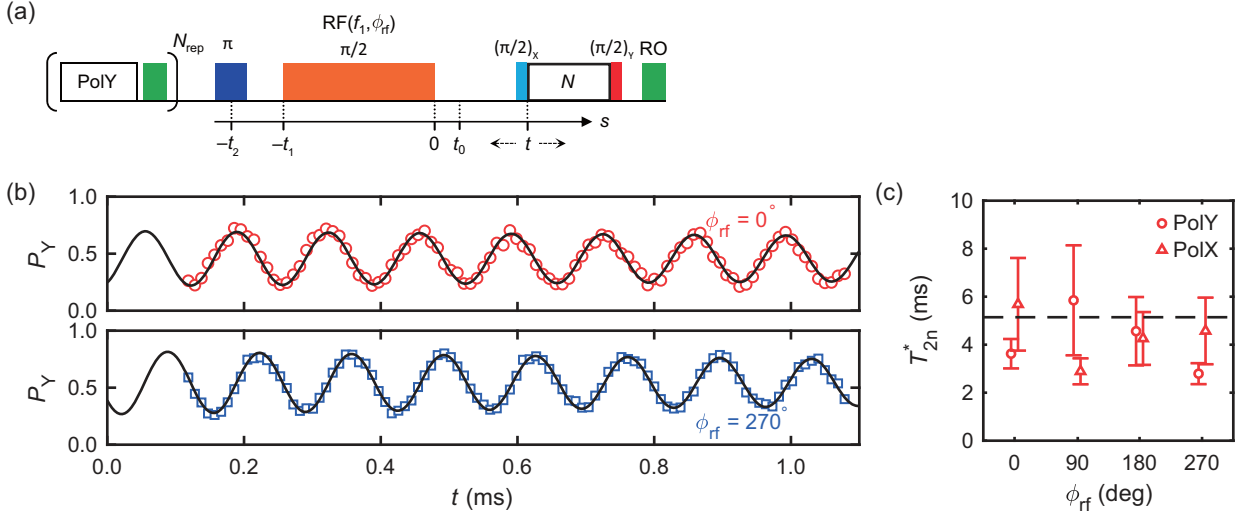 (a)
RF(f₁,ϕrf)
Nrep π π/2 (π/2)X (π/2)Y RO
PolY N
s
–t₂ –t₁ 0 t₀ t
(b)
1.0
0.5
0.0
PY
ϕrf = 0°
1.0
0.5
0.0
PY
ϕrf = 270°
0.0 0.2 0.4 0.6 0.8 1.0
t (ms)
(c)
10
8
6
4
2
0
T*2n (ms)
PolY
PolX
0 90 180 270
ϕrf (deg)